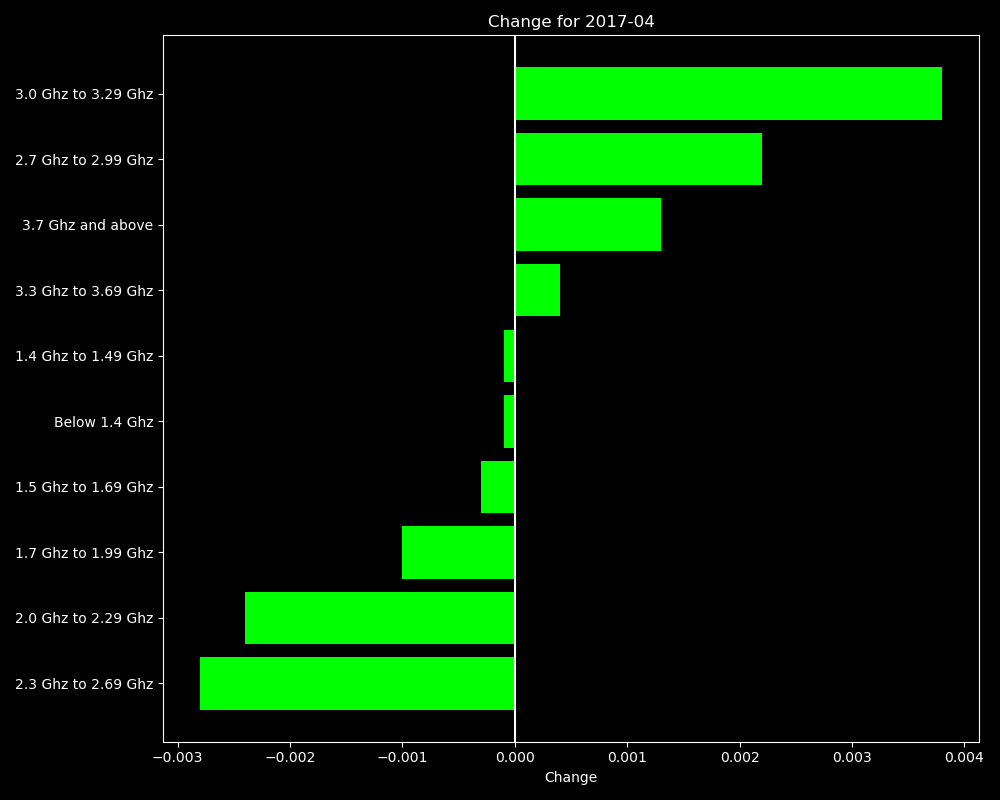 Change for 2017-04
3.0 Ghz to 3.29 Ghz
2.7 Ghz to 2.99 Ghz
3.7 Ghz and above
3.3 Ghz to 3.69 Ghz
1.4 Ghz to 1.49 Ghz
Below 1.4 Ghz
1.5 Ghz to 1.69 Ghz
1.7 Ghz to 1.99 Ghz
2.0 Ghz to 2.29 Ghz
2.3 Ghz to 2.69 Ghz
−0.003 −0.002 −0.001 0.000 0.001 0.002 0.003 0.004
Change